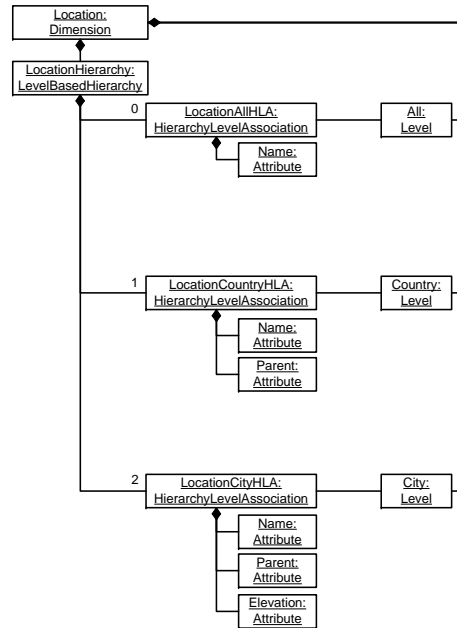 Location:
Dimension
LocationHierarchy:
LevelBasedHierarchy
0
LocationAllHLA:
HierarchyLevelAssociation
All:
Level
Name:
Attribute
1
LocationCountryHLA:
HierarchyLevelAssociation
Country:
Level
Name:
Attribute
Parent:
Attribute
2
LocationCityHLA:
HierarchyLevelAssociation
City:
Level
Name:
Attribute
Parent:
Attribute
Elevation:
Attribute